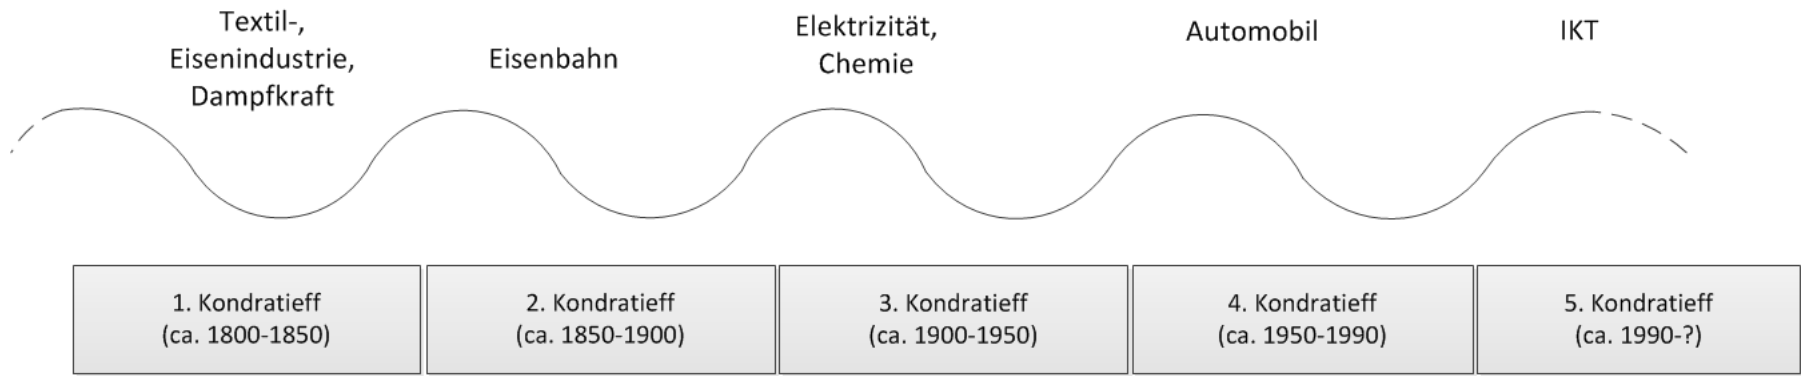 Textil-,
Eisenindustrie,
Dampfkraft
Eisenbahn
Elektrizität,
Chemie
Automobil
IKT
1. Kondratieff
(ca. 1800-1850)
2. Kondratieff
(ca. 1850-1900)
3. Kondratieff
(ca. 1900-1950)
4. Kondratieff
(ca. 1950-1990)
5. Kondratieff
(ca. 1990-?)